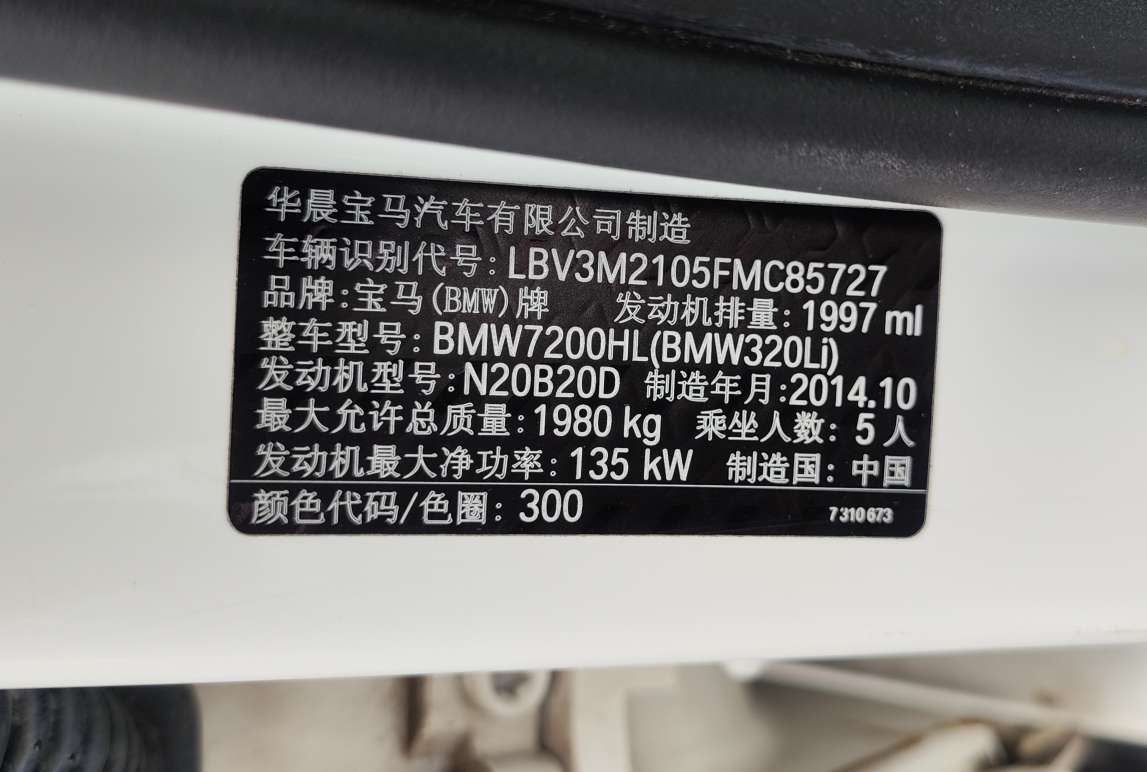 华晨宝马汽车有限公司制造
车辆识别代号: LBV3M2105FMC85727
品牌: 宝马(BMW)牌 发动机排量: 1997 ml
整车型号: BMW7200HL(BMW320Li)
发动机型号: N20B20D 制造年月: 2014.10
最大允许总质量: 1980 kg 乘坐人数: 5人
发动机最大净功率: 135 kW 制造国: 中国
颜色代码/色圈: 300 7 310 673